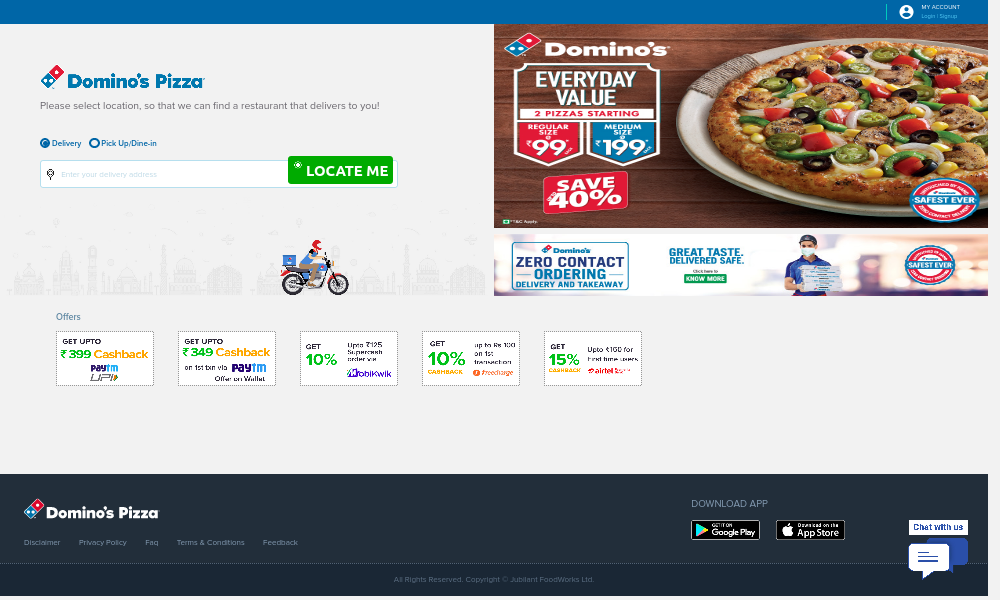 MY ACCOUNT
Login | Signup
Domino's Pizza
Please select location, so that we can find a restaurant that delivers to you!
Delivery
Pick Up/Dine-in
Enter your delivery address
LOCATE ME
Domino's
EVERYDAY
VALUE
2 PIZZAS STARTING
REGULAR
SIZE @
₹99
MEDIUM
SIZE @
₹199
SAVE
40%
*T&C Apply
SAFEST EVER
ZERO CONTACT DELIVERY
Domino's
ZERO CONTACT
ORDERING
DELIVERY AND TAKEAWAY
GREAT TASTE.
DELIVERED SAFE.
Click here to
KNOW MORE
SAFEST EVER
Offers
GET UPTO
₹399 Cashback
paytm
UPI
GET UPTO
₹349 Cashback
on 1st txn via paytm
Offer on Wallet
GET
10%
Upto ₹125
Supercash
order via
MobiKwik
GET
10%
CASHBACK
up to Rs 100
on 1st
transaction
freecharge
GET
15%
CASHBACK
Upto ₹150 for
First time users
airtel
Domino's Pizza
Disclaimer
Privacy Policy
Faq
Terms & Conditions
Feedback
DOWNLOAD APP
GET IT ON
Google Play
Download on the
App Store
Chat with us
All Rights Reserved. Copyright © Jubilant FoodWorks Ltd.